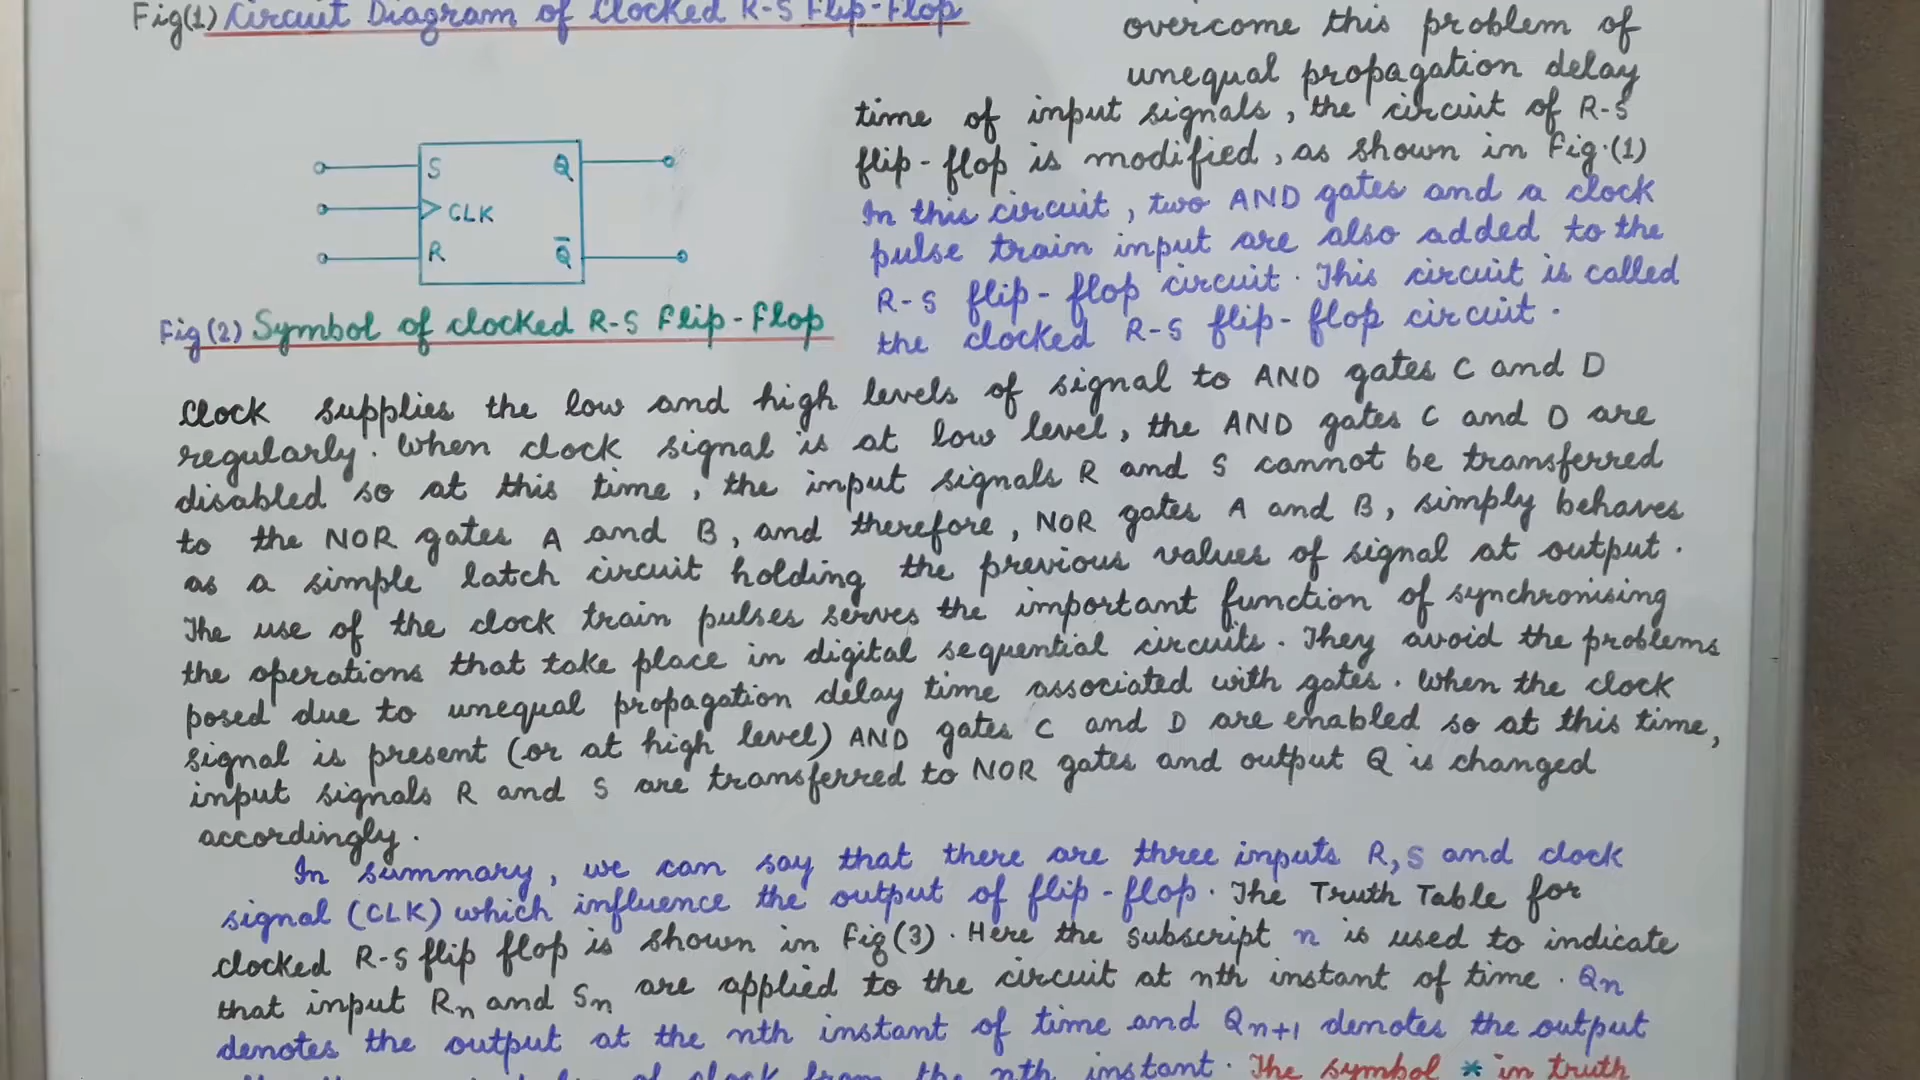 Fig(1) Circuit Diagram of Clocked R-S Flip-Flop
S Q
CLK
R Q̅
Fig(2) Symbol of clocked R-S Flip-Flop
overcome this problem of
unequal propagation delay
time of input signals, the circuit of R-S
flip-flop is modified, as shown in Fig.(1)
In this circuit, two AND gates and a clock
pulse train input are also added to the
R-S flip-flop circuit. This circuit is called
the clocked R-S flip-flop circuit.
Clock supplies the low and high levels of signal to AND gates C and D
regularly. When clock signal is at low level, the AND gates C and D are
disabled so at this time, the input signals R and S cannot be transferred
to the NOR gates A and B, and therefore, NOR gates A and B, simply behaves
as a simple latch circuit holding the previous values of signal at output.
The use of the clock train pulses serves the important function of synchronising
the operations that take place in digital sequential circuits. They avoid the problems
posed due to unequal propagation delay time associated with gates. When the clock
signal is present (or at high level) AND gates C and D are enabled so at this time,
input signals R and S are transferred to NOR gates and output Q is changed
accordingly.
In summary, we can say that there are three inputs R, S and clock
signal (CLK) which influence the output of flip-flop. The Truth Table for
clocked R-S flip flop is shown in Fig(3). Here the subscript n is used to indicate
that input Rn and Sn are applied to the circuit at nth instant of time. Qn
denotes the output at the nth instant of time and Qn+1 denotes the output
of clock from the nth instant. The symbol * in truth